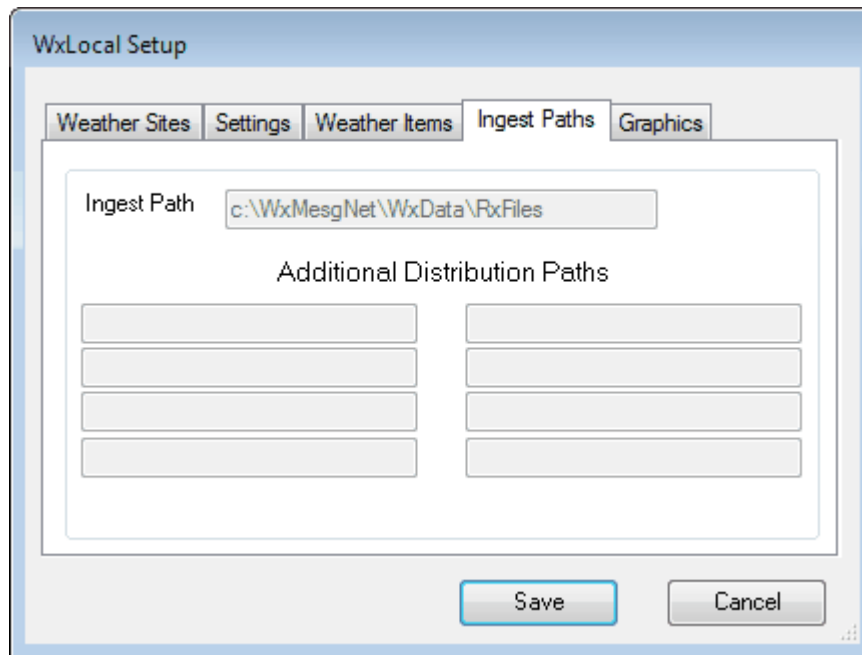 WxLocal Setup
Weather Sites Settings Weather Items Ingest Paths Graphics
Ingest Path c:\WxMesgNet\WxData\RxFiles
Additional Distribution Paths
Save Cancel